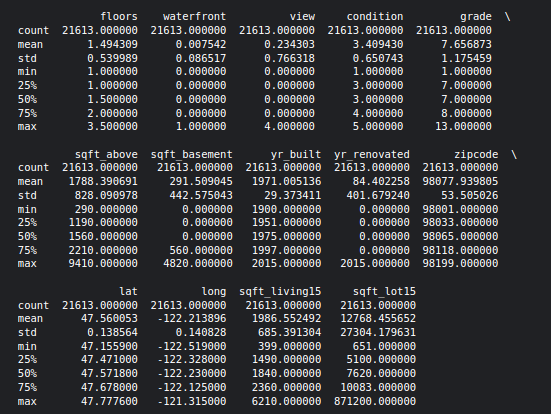 floors waterfront view condition grade \
count 21613.000000 21613.000000 21613.000000 21613.000000 21613.000000
mean 1.494309 0.007542 0.234303 3.409430 7.656873
std 0.539989 0.086517 0.766318 0.650743 1.175459
min 1.000000 0.000000 0.000000 1.000000 1.000000
25% 1.000000 0.000000 0.000000 3.000000 7.000000
50% 1.500000 0.000000 0.000000 3.000000 7.000000
75% 2.000000 0.000000 0.000000 4.000000 8.000000
max 3.500000 1.000000 4.000000 5.000000 13.000000
sqft_above sqft_basement yr_built yr_renovated zipcode \
count 21613.000000 21613.000000 21613.000000 21613.000000 21613.000000
mean 1788.390691 291.509045 1971.005136 84.402258 98077.939805
std 828.090978 442.575043 29.373411 401.679240 53.505026
min 290.000000 0.000000 1900.000000 0.000000 98001.000000
25% 1190.000000 0.000000 1951.000000 0.000000 98033.000000
50% 1560.000000 0.000000 1975.000000 0.000000 98065.000000
75% 2210.000000 560.000000 1997.000000 0.000000 98118.000000
max 9410.000000 4820.000000 2015.000000 2015.000000 98199.000000
lat long sqft_living15 sqft_lot15
count 21613.000000 21613.000000 21613.000000 21613.000000
mean 47.560053 -122.213896 1986.552492 12768.455652
std 0.138564 0.140828 685.391304 27304.179631
min 47.155900 -122.519000 399.000000 651.000000
25% 47.471000 -122.328000 1490.000000 5100.000000
50% 47.571800 -122.230000 1840.000000 7620.000000
75% 47.678000 -122.125000 2360.000000 10083.000000
max 47.777600 -121.315000 6210.000000 871200.000000